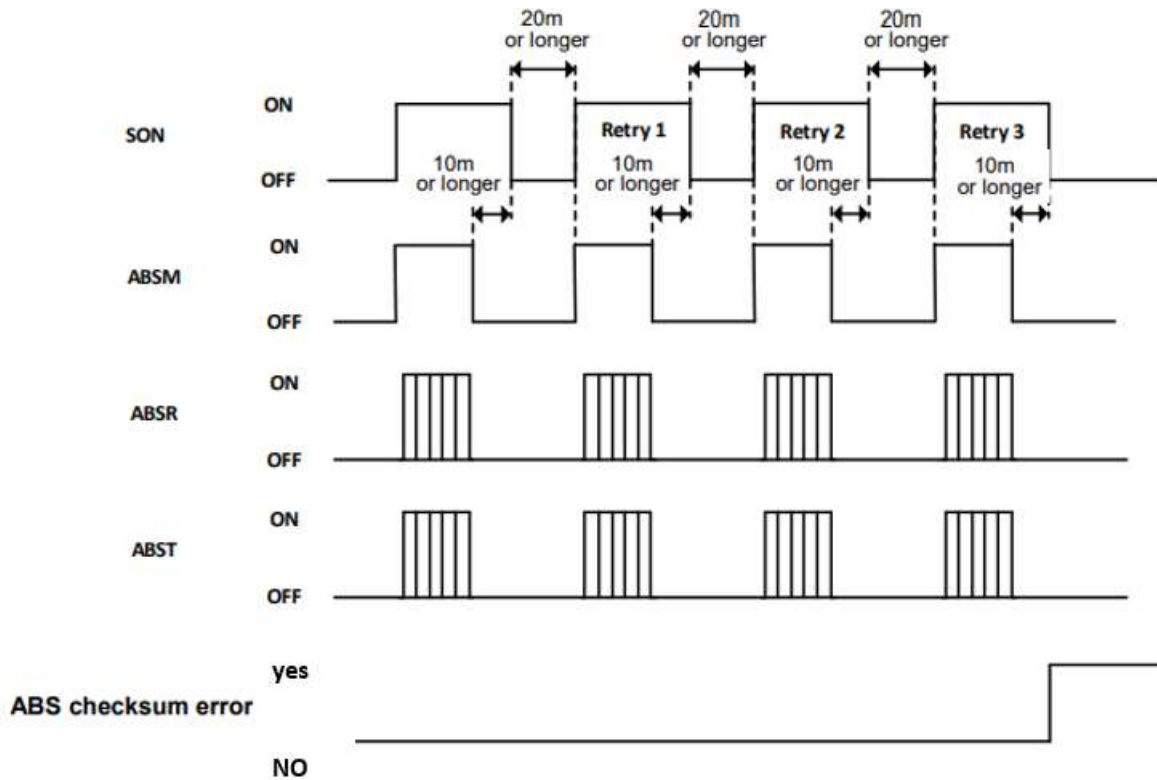 20m
or longer
20m
or longer
20m
or longer
ON
SON
Retry 1
Retry 2
Retry 3
10m
or longer
10m
or longer
10m
or longer
10m
or longer
OFF
ON
ABSM
OFF
ON
ABSR
OFF
ON
ABST
OFF
yes
ABS checksum error
NO